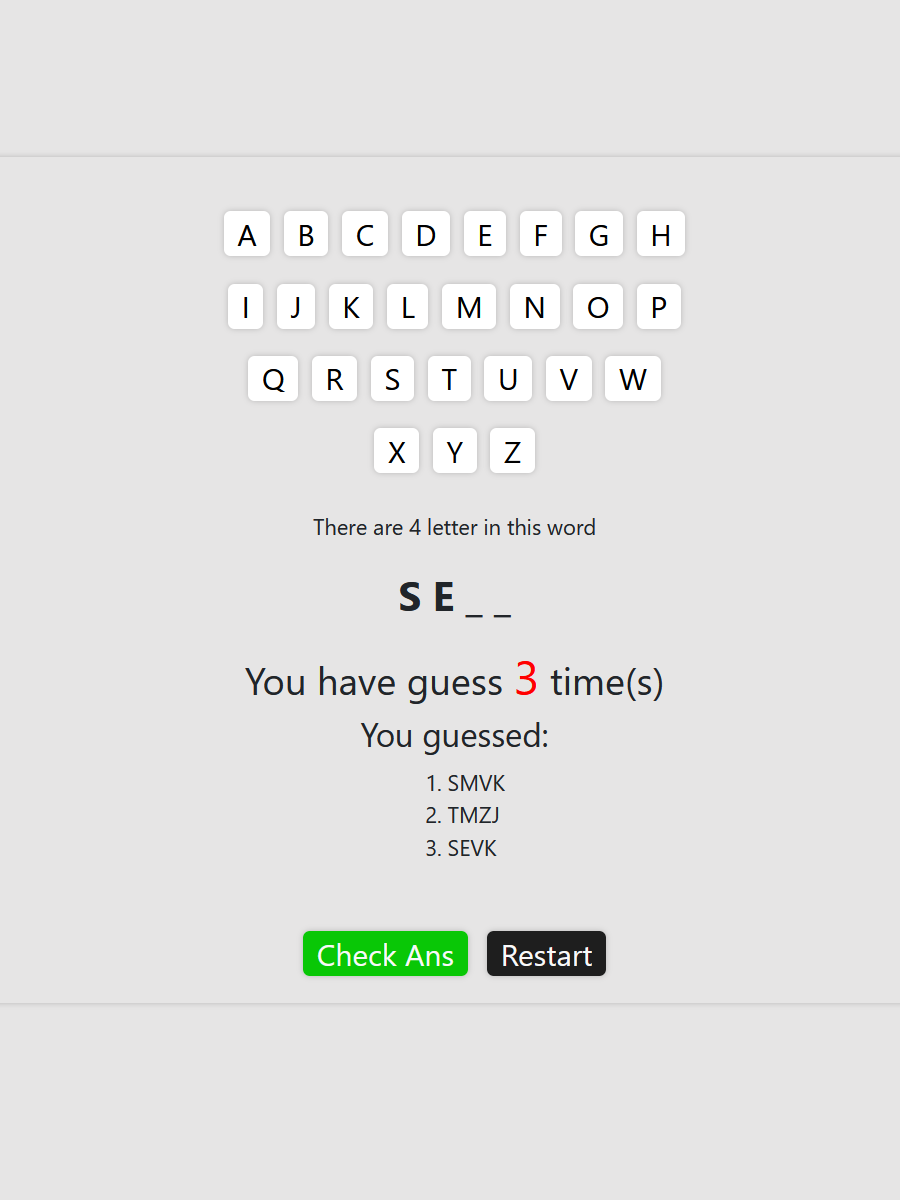 A B C D E F G H
I J K L M N O P
Q R S T U V W
X Y Z
There are 4 letter in this word
S E _ _
You have guess 3 time(s)
You guessed:
1. SMVK
2. TMZJ
3. SEVK
Check Ans Restart